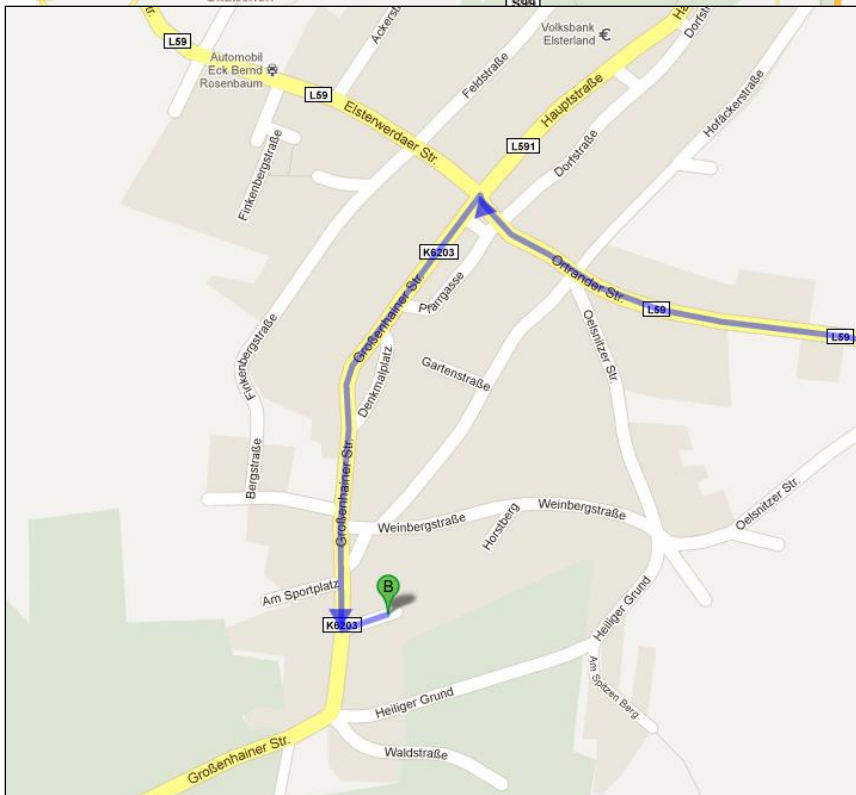 S99
Str.
L59
Automobil
Eck Bernd
Rosenbaum
L59
Elsterwerdaer Str.
Feldstraße
Volksbank
Elsterland
€
Hauptstraße
L591
Dorfstraße
Hofäckerstraße
Finkenbergstraße
K6203
Großenhainer Str.
Pfarrgasse
Ortrander Str.
L59
L59
Finkenbergstraße
Denkmalplatz
Gartenstraße
Oelsnitzer Str.
Bergstraße
Großenhainer Str.
Weinbergstraße
Horstberg
Weinbergstraße
Oelsnitzer Str.
Am Sportplatz
B
K6203
Heiliger Grund
Heiliger Grund
Am Spitzen Berg
Großenhainer Str.
Waldstraße